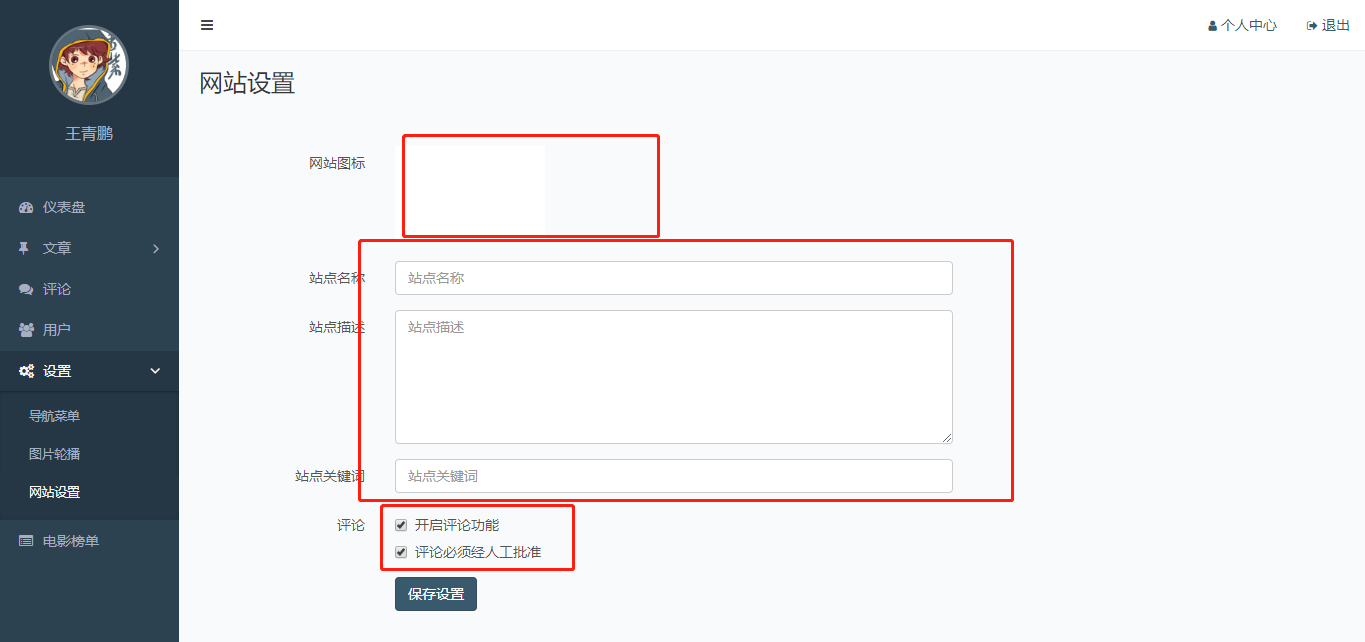 个人中心
退出
王青鹏
仪表盘
文章
评论
用户
设置
导航菜单
图片轮播
网站设置
电影榜单
网站设置
网站图标
站点名称
站点名称
站点描述
站点描述
站点关键词
站点关键词
评论
开启评论功能
评论必须经人工批准
保存设置